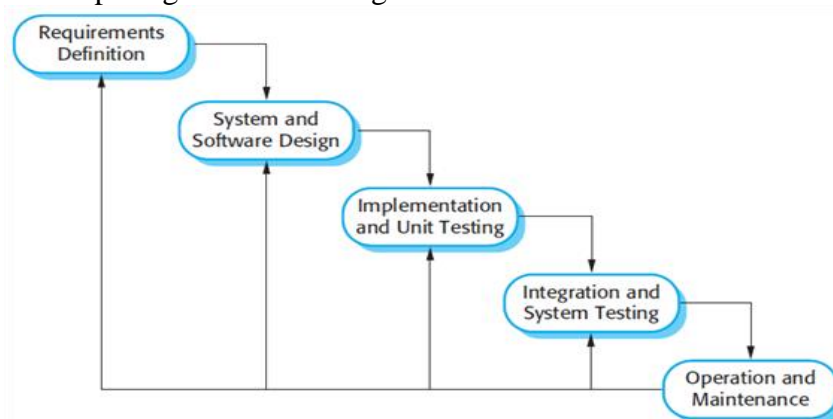 Requirements
Definition
System and
Software Design
Implementation
and Unit Testing
Integration and
System Testing
Operation and
Maintenance